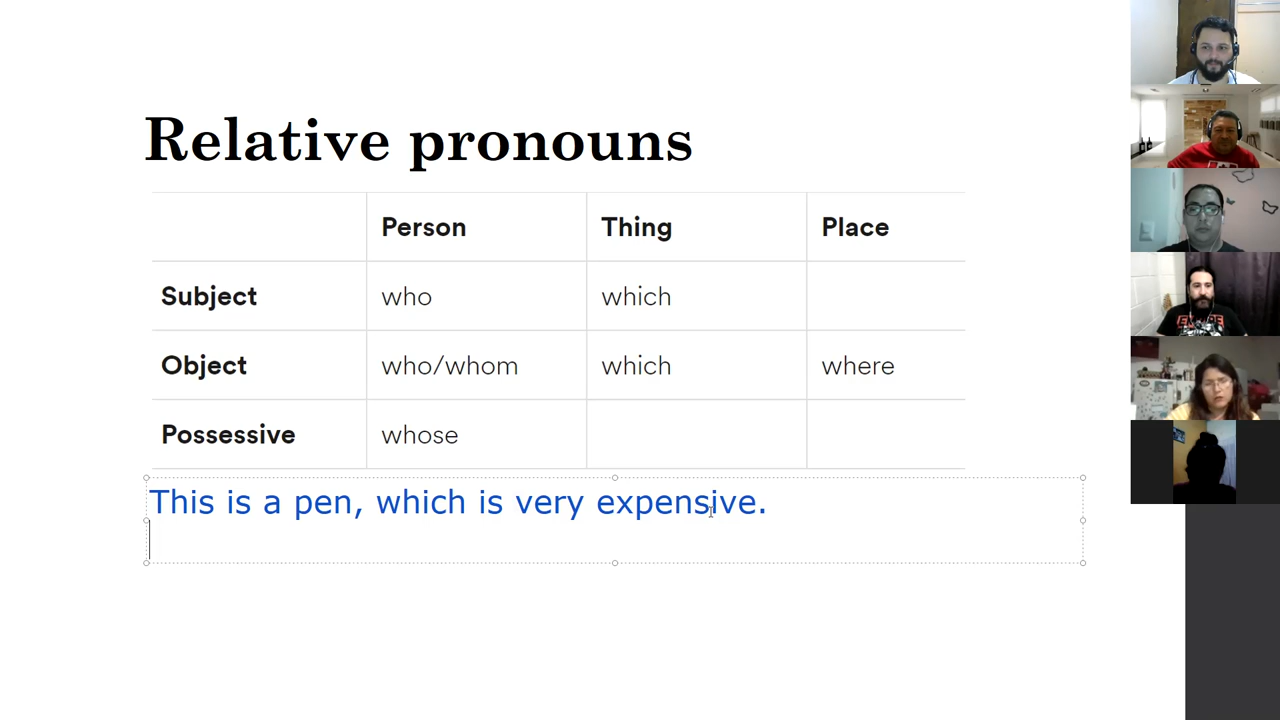 Relative pronouns
Person Thing Place
Subject who which
Object who/whom which where
Possessive whose
This is a pen, which is very expensive.